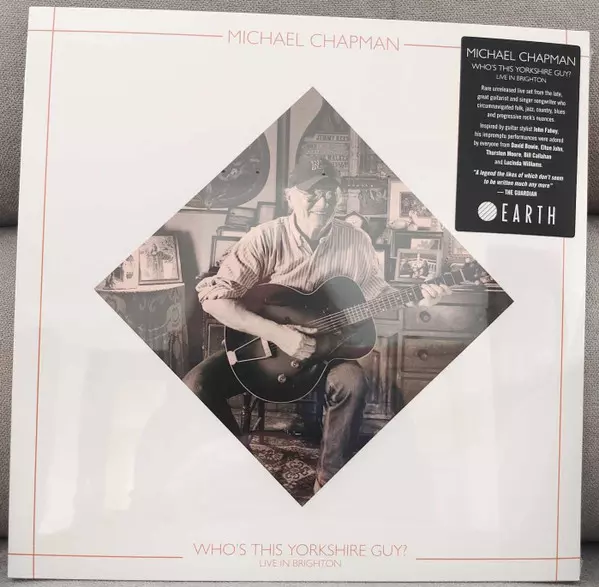 MICHAEL CHAPMAN
MICHAEL CHAPMAN
WHO'S THIS YORKSHIRE GUY?
LIVE IN BRIGHTON
Rare unreleased live set from the late,
great guitarist and singer songwriter who
circumnavigated folk, jazz, country, blues
and progressive rock's nuances.
Inspired by guitar stylist John Fahey,
his impromptu performances were adored
by everyone from David Bowie, Elton John,
Thurston Moore, Bill Callahan
and Lucinda Williams.
"A legend the likes of which don't seem
to be written much any more"
— THE GUARDIAN
EARTH
WHO'S THIS YORKSHIRE GUY?
LIVE IN BRIGHTON